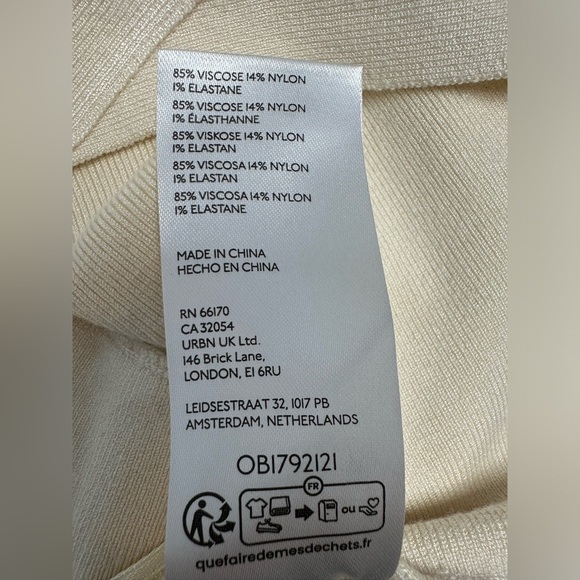 85% VISCOSE 14% NYLON
1% ELASTANE
85% VISCOSE 14% NYLON
1% ÉLASTHANNE
85% VISKOSE 14% NYLON
1% ELASTAN
85% VISCOSA 14% NYLON
1% ELASTAN
85% VISCOSA 14% NYLON
1% ELASTANE
MADE IN CHINA
HECHO EN CHINA
RN 66170
CA 32054
URBN UK Ltd.
146 Brick Lane,
LONDON, E1 6RU
LEIDSESTRAAT 32, 1017 PB
AMSTERDAM, NETHERLANDS
OB1792121
FR
ou
quefairedemesdechets.fr